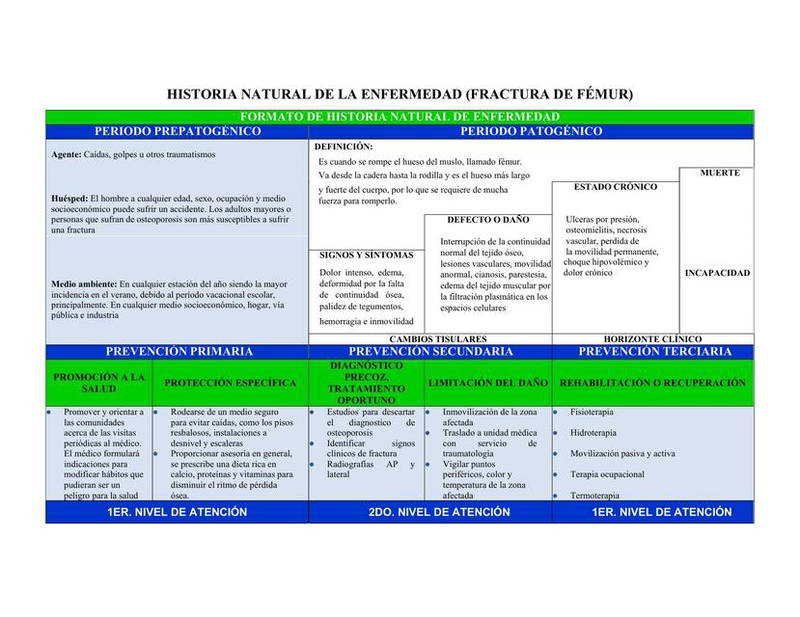 HISTORIA NATURAL DE LA ENFERMEDAD (FRACTURA DE FÉMUR)
FORMATO DE HISTORIA NATURAL DE ENFERMEDAD
PERIODO PREPATOGÉNICO
PERIODO PATOGÉNICO
Agente: Caídas, golpes u otros traumatismos
Huésped: El hombre a cualquier edad, sexo, ocupación y medio
socioeconómico puede sufrir un accidente. Los adultos mayores o
personas que sufran de osteoporosis son más susceptibles a sufrir
una fractura
Medio ambiente: En cualquier estación del año siendo la mayor
incidencia en el verano, debido al período vacacional escolar,
principalmente. En cualquier medio socioeconómico, hogar, vía
pública e industria
DEFINICIÓN:
Es cuando se rompe el hueso del muslo, llamado fémur.
Va desde la cadera hasta la rodilla y es el hueso más largo
y fuerte del cuerpo, por lo que se requiere de mucha
fuerza para romperlo.
SIGNOS Y SÍNTOMAS
Dolor intenso, edema,
deformidad por la falta
de continuidad ósea,
palidez de tegumentos,
hemorragia e inmovilidad
DEFECTO O DAÑO
Interrupción de la continuidad
normal del tejido óseo,
lesiones vasculares, movilidad
anormal, cianosis, parestesia,
edema del tejido muscular por
la filtración plasmática en los
espacios celulares
ESTADO CRÓNICO
Ulceras por presión,
osteomielitis, necrosis
vascular, perdida de
la movilidad permanente,
choque hipovolémico y
dolor crónico
MUERTE
INCAPACIDAD
CAMBIOS TISULARES
HORIZONTE CLÍNICO
PREVENCIÓN PRIMARIA
PREVENCIÓN SECUNDARIA
PREVENCIÓN TERCIARIA
PROMOCIÓN A LA
SALUD
PROTECCIÓN ESPECÍFICA
DIAGNÓSTICO
PRECOZ,
TRATAMIENTO
OPORTUNO
LIMITACIÓN DEL DAÑO
REHABILITACIÓN O RECUPERACIÓN
● Promover y orientar a
las comunidades
acerca de las visitas
periódicas al médico.
El médico formulará
indicaciones para
modificar hábitos que
pudieran ser un
peligro para la salud
● Rodearse de un medio seguro
para evitar caídas, como los pisos
resbalosos, instalaciones a
desnivel y escaleras
● Proporcionar asesoría en general,
se prescribe una dieta rica en
calcio, proteínas y vitaminas para
disminuir el ritmo de pérdida
ósea.
● Estudios para descartar
el diagnostico de
osteoporosis
● Identificar signos
clínicos de fractura
● Radiografías AP y
lateral
● Inmovilización de la zona
afectada
● Traslado a unidad médica
con servicio de
traumatología
● Vigilar puntos
periféricos, color y
temperatura de la zona
afectada
● Fisioterapia
● Hidroterapia
● Movilización pasiva y activa
● Terapia ocupacional
● Termoterapia
1ER. NIVEL DE ATENCIÓN
2DO. NIVEL DE ATENCIÓN
1ER. NIVEL DE ATENCIÓN